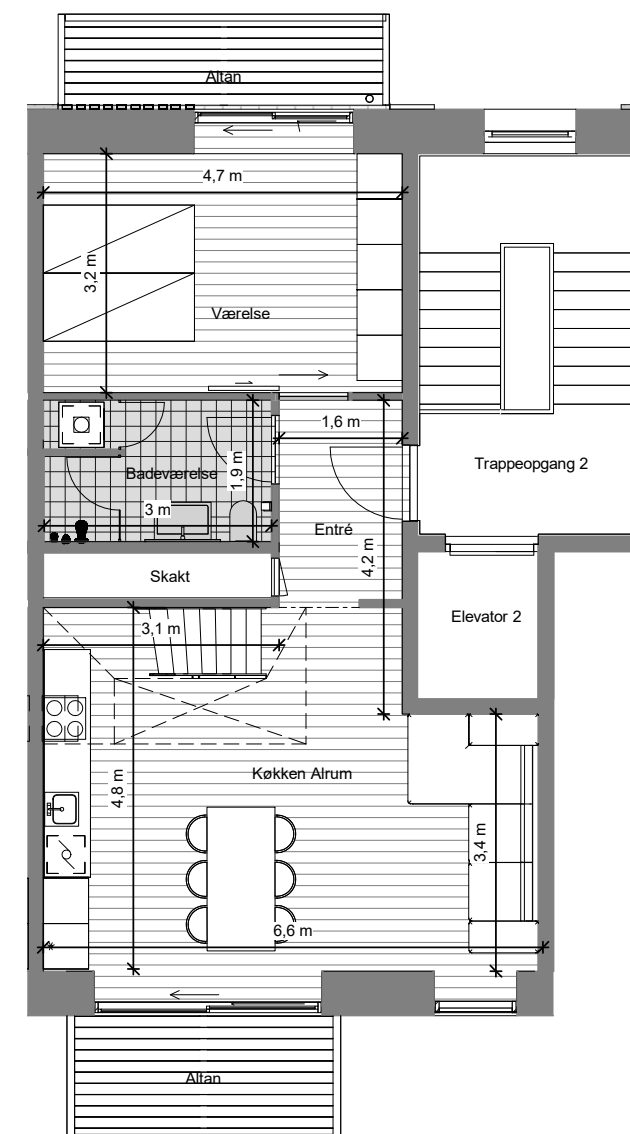 Altan
4,7 m
3,2 m
Værelse
1,6 m
Trappeopgang 2
Badeværelse
1,9 m
3 m
Entré
4,2 m
Skakt
Elevator 2
3,1 m
Køkken Alrum
4,8 m
3,4 m
6,6 m
Altan